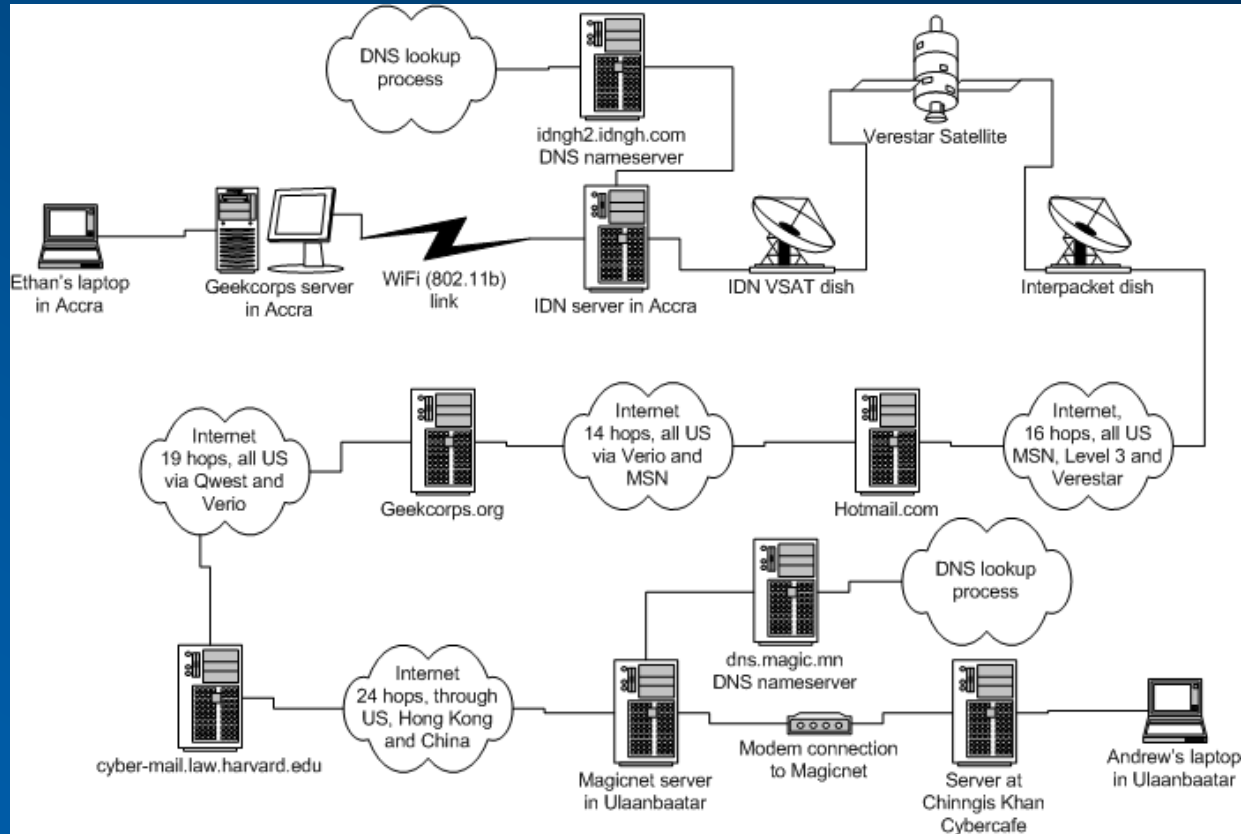 DNS lookup
process
idngh2.idngh.com
DNS nameserver
Verestar Satellite
Ethan's laptop
in Accra
Geekcorps server
in Accra
WiFi (802.11b)
link
IDN server in Accra
IDN VSAT dish
Interpacket dish
Internet
19 hops, all US
via Qwest and
Verio
Geekcorps.org
Internet
14 hops, all US
via Verio and
MSN
Hotmail.com
Internet,
16 hops, all US
MSN, Level 3 and
Verestar
DNS lookup
process
dns.magic.mn
DNS nameserver
cyber-mail.law.harvard.edu
Internet
24 hops, through
US, Hong Kong
and China
Magicnet server
in Ulaanbaatar
Modem connection
to Magicnet
Server at
Chinngis Khan
Cybercafe
Andrew's laptop
in Ulaanbaatar